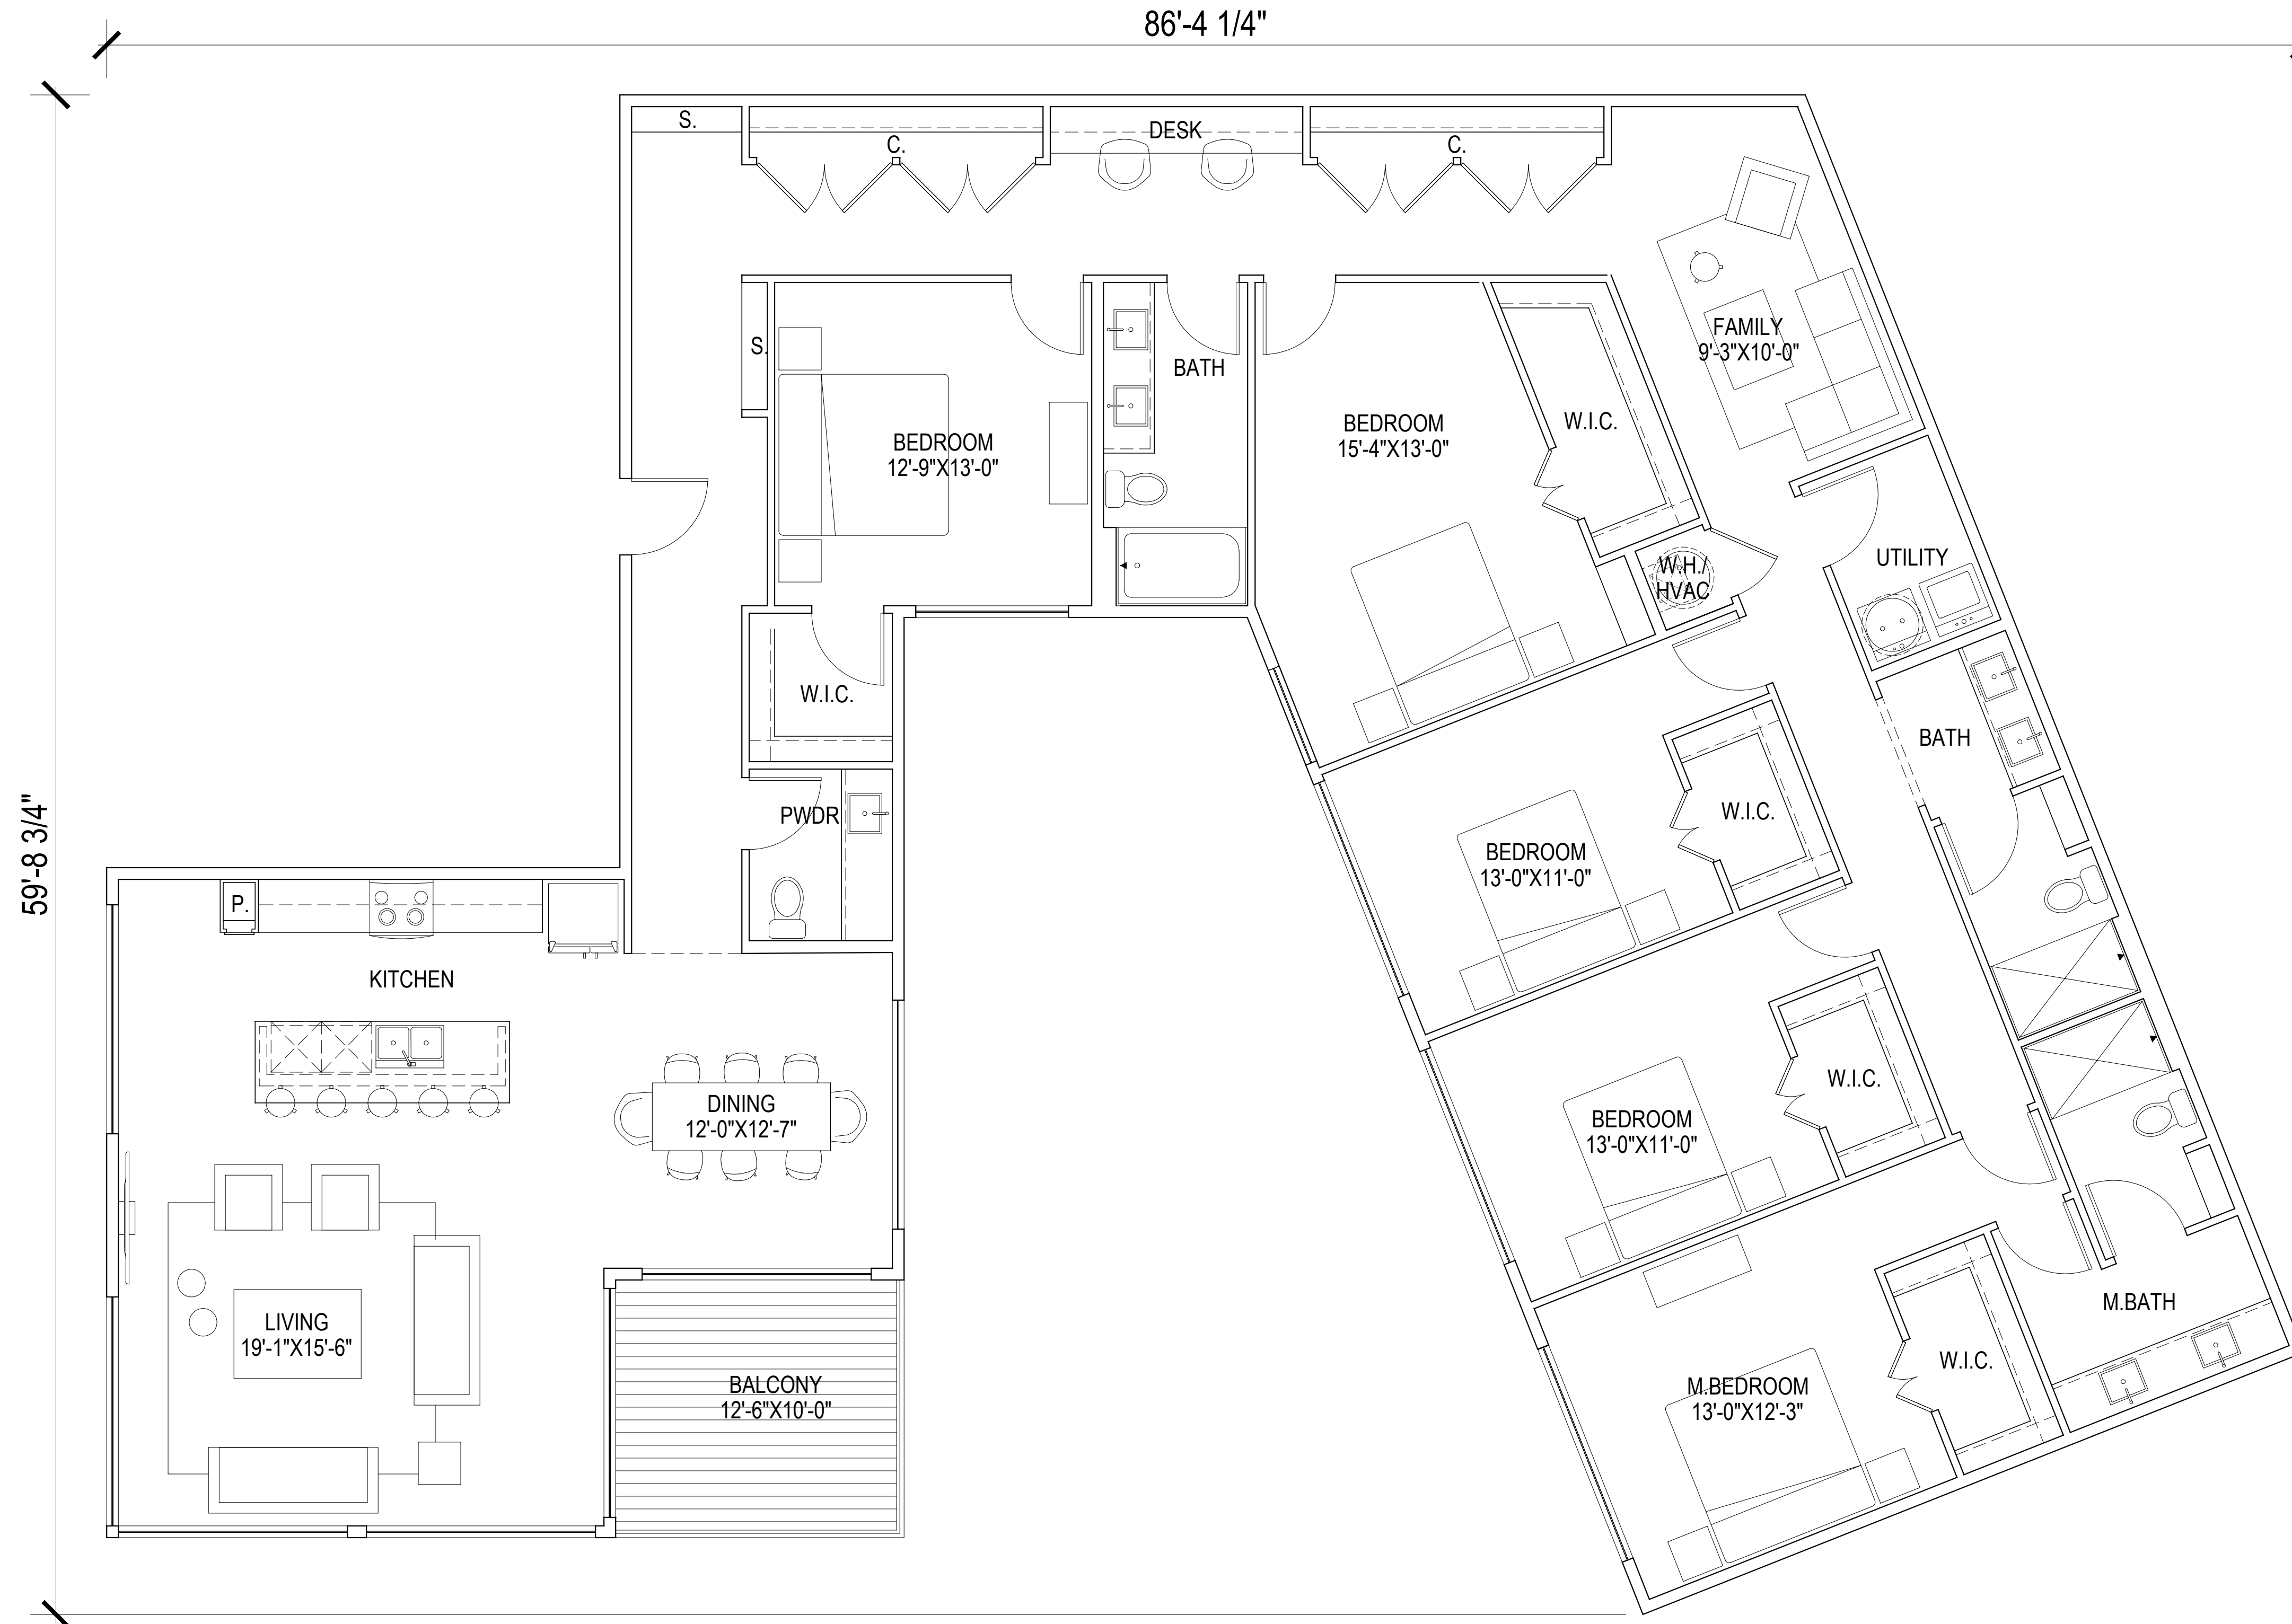 86'-4 1/4"
S.
C.
DESK
C.
FAMILY
9'-3"X10'-0"
S.
BATH
BEDROOM
12'-9"X13'-0"
BEDROOM
15'-4"X13'-0"
W.I.C.
W.H./
HVAC
UTILITY
W.I.C.
BATH
PWDR
W.I.C.
BEDROOM
13'-0"X11'-0"
59'-8 3/4"
P.
KITCHEN
DINING
12'-0"X12'-7"
W.I.C.
BEDROOM
13'-0"X11'-0"
LIVING
19'-1"X15'-6"
M.BATH
W.I.C.
BALCONY
12'-6"X10'-0"
M.BEDROOM
13'-0"X12'-3"